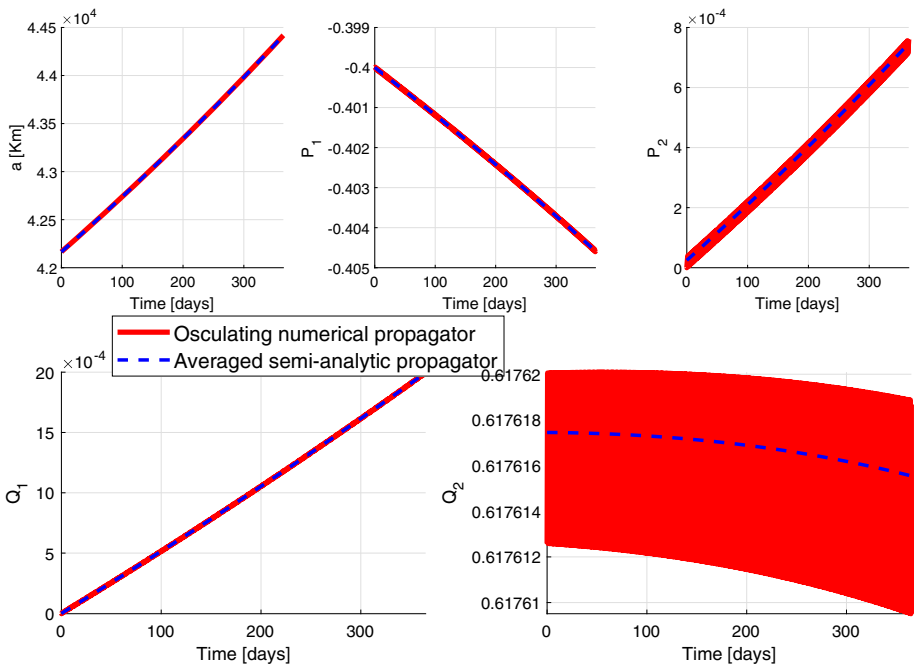 ×10⁴
4.45
4.4
4.35
4.3
4.25
4.2
a [Km]
0 100 200 300
Time [days]
-0.399
-0.4
-0.401
-0.402
-0.403
-0.404
-0.405
P₁
0 100 200 300
Time [days]
×10⁻⁴
8
6
4
2
0
P₂
0 100 200 300
Time [days]
Osculating numerical propagator
Averaged semi-analytic propagator
×10⁻⁴
20
15
10
5
0
Q₁
0 100 200 300
Time [days]
0.61762
0.617618
0.617616
0.617614
0.617612
0.61761
Q₂
0 100 200 300
Time [days]